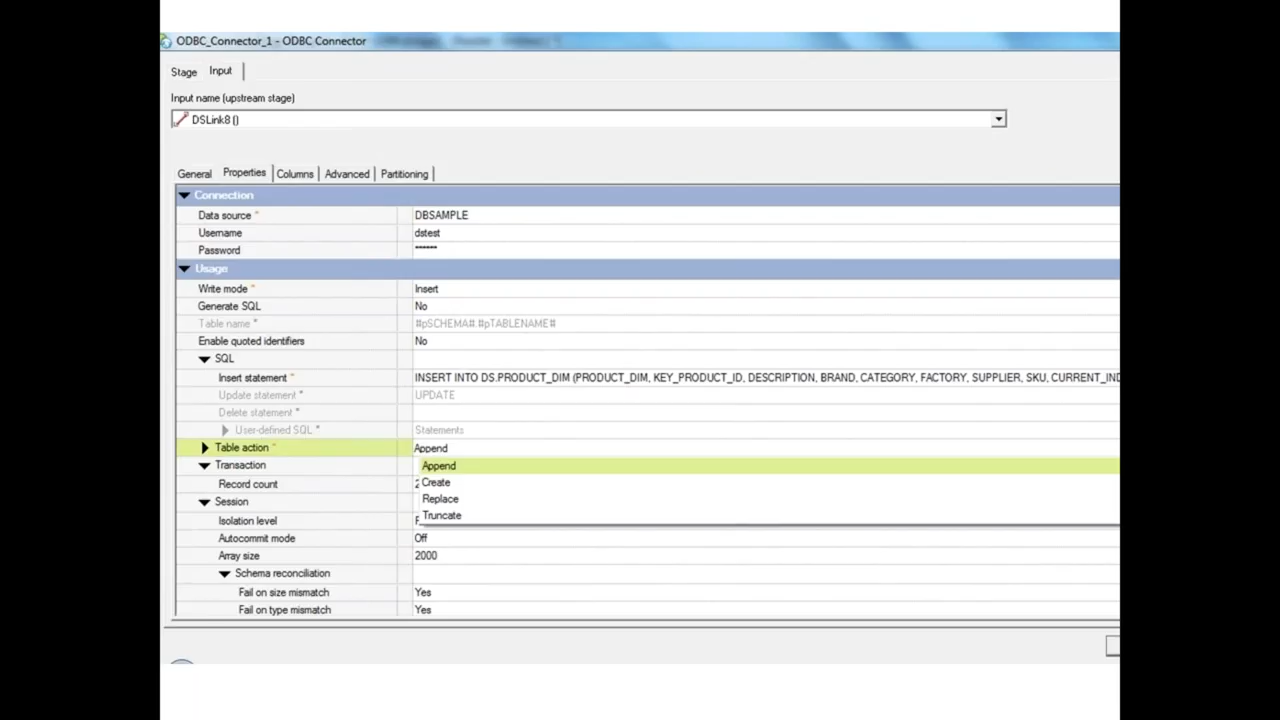 ODBC_Connector_1 - ODBC Connector
Stage Input
Input name (upstream stage)
DSLink8 ()
General Properties Columns Advanced Partitioning
Connection
Data source * DBSAMPLE
Username dstest
Password ******
Usage
Write mode * Insert
Generate SQL No
Table name * #pSCHEMA#.#pTABLENAME#
Enable quoted identifiers No
SQL
Insert statement * INSERT INTO DS.PRODUCT_DIM (PRODUCT_DIM, KEY_PRODUCT_ID, DESCRIPTION, BRAND, CATEGORY, FACTORY, SUPPLIER, SKU, CURRENT_IND
Update statement * UPDATE
Delete statement *
User-defined SQL * Statements
Table action * Append
Transaction
Append
Record count 2
Create
Replace
Session
Truncate
Isolation level
Autocommit mode Off
Array size 2000
Schema reconciliation
Fail on size mismatch Yes
Fail on type mismatch Yes